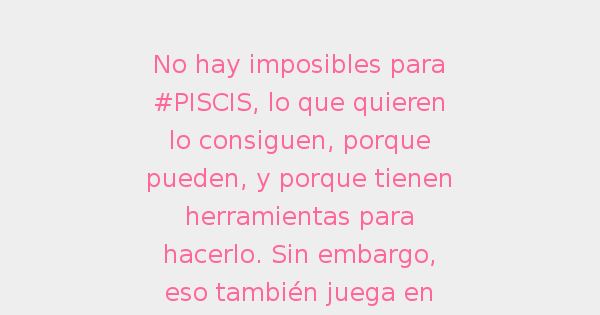 No hay imposibles para
#PISCIS, lo que quieren
lo consiguen, porque
pueden, y porque tienen
herramientas para
hacerlo. Sin embargo,
eso también juega en